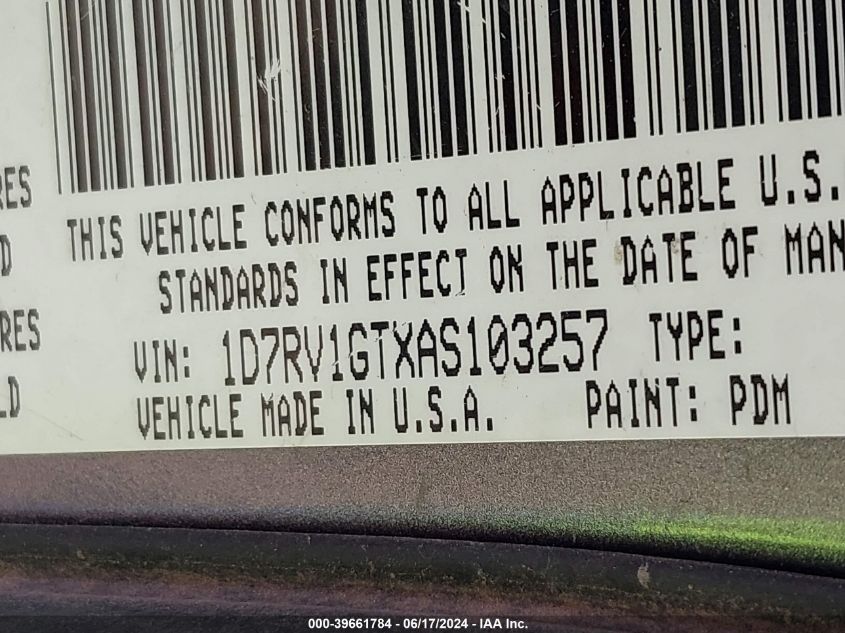 RES
D
RES
LD
THIS VEHICLE CONFORMS TO ALL APPLICABLE U.S.
STANDARDS IN EFFECT ON THE DATE OF MAN
VIN: 1D7RV1GTXAS103257 TYPE:
VEHICLE MADE IN U.S.A. PAINT: PDM
000-39661784 - 06/17/2024 - IAA Inc.